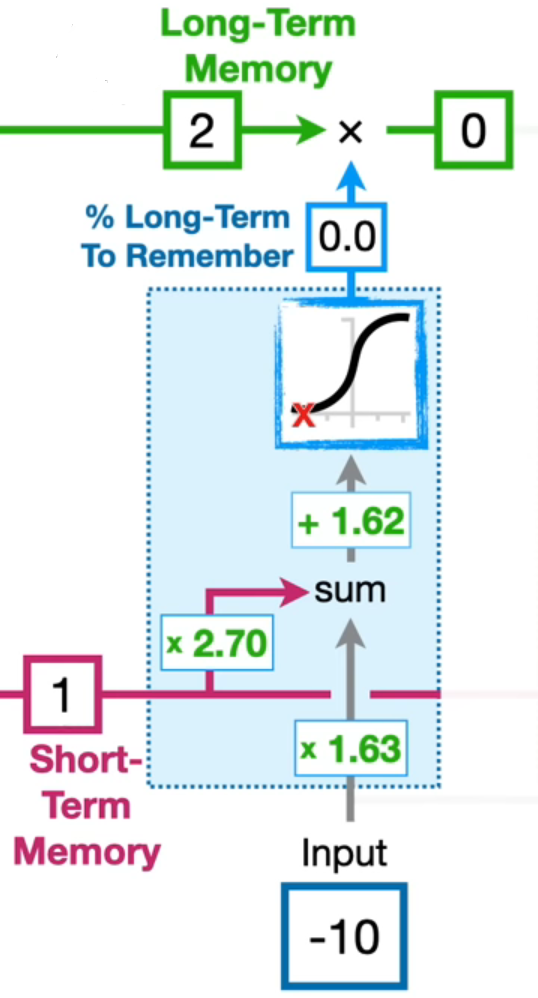 Long-Term
Memory
2
×
0
% Long-Term
To Remember
0.0
X
+ 1.62
sum
x 2.70
1
x 1.63
Short-
Term
Memory
Input
-10